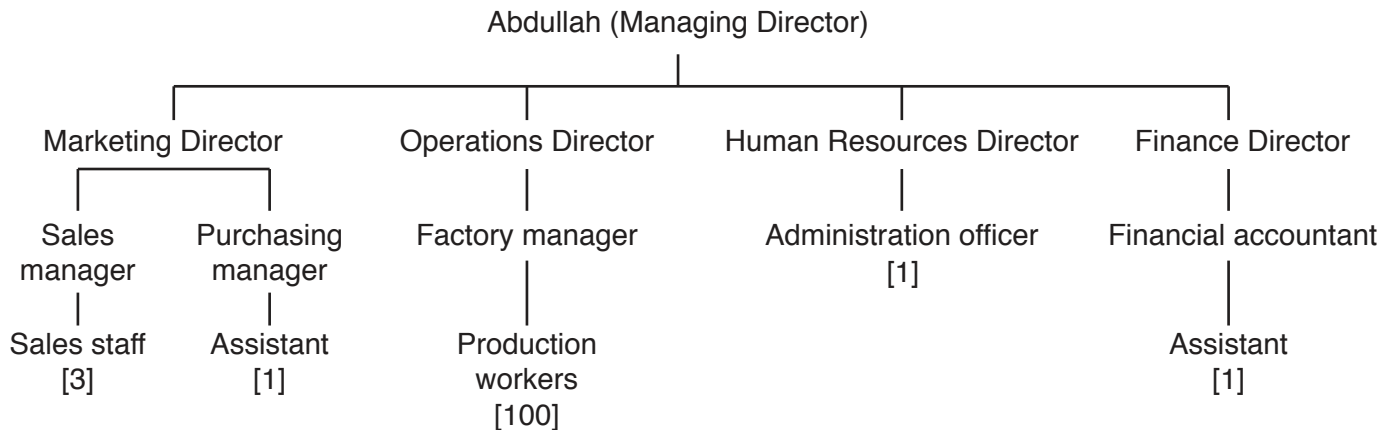 Abdullah (Managing Director)
Marketing Director
Operations Director
Human Resources Director
Finance Director
Sales
manager
Purchasing
manager
Factory manager
Administration officer
[1]
Financial accountant
Sales staff
[3]
Assistant
[1]
Production
workers
[100]
Assistant
[1]